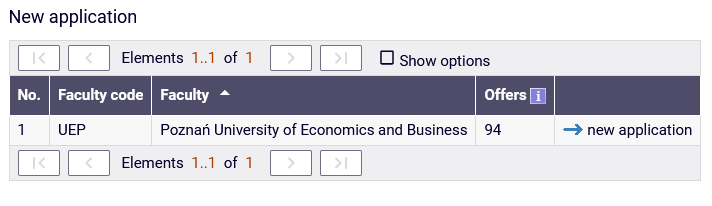 New application
Elements 1..1 of 1 Show options
No. Faculty code Faculty Offers i
1 UEP Poznań University of Economics and Business 94 new application
Elements 1..1 of 1